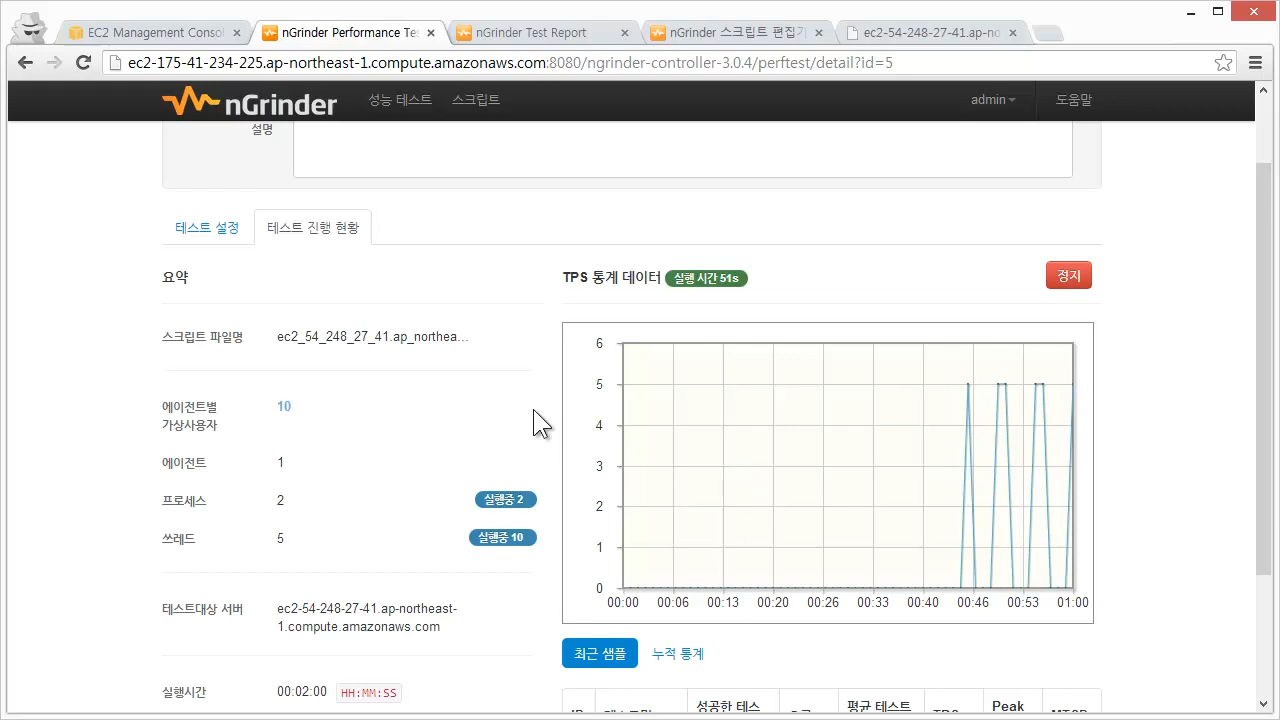 EC2 Management Consol
nGrinder Performance Te
nGrinder Test Report
nGrinder 스크립트 편집기
ec2-54-248-27-41.ap-no
ec2-175-41-234-225.ap-northeast-1.compute.amazonaws.com:8080/ngrinder-controller-3.0.4/perftest/detail?id=5
nGrinder
성능 테스트
스크립트
admin
도움말
설명
테스트 설정
테스트 진행 현황
요약
스크립트 파일명
ec2_54_248_27_41.ap_northea...
에이전트별
가상사용자
10
에이전트
1
프로세스
2
실행중 2
쓰레드
5
실행중 10
테스트대상 서버
ec2-54-248-27-41.ap-northeast-
1.compute.amazonaws.com
실행시간
00:02:00
HH:MM:SS
TPS 통계 데이터
실행 시간 51s
정지
6
5
4
3
2
1
0
00:00 00:06 00:13 00:20 00:26 00:33 00:40 00:46 00:53 01:00
최근 샘플
누적 통계
성공한 테스
평균 테스트
Peak